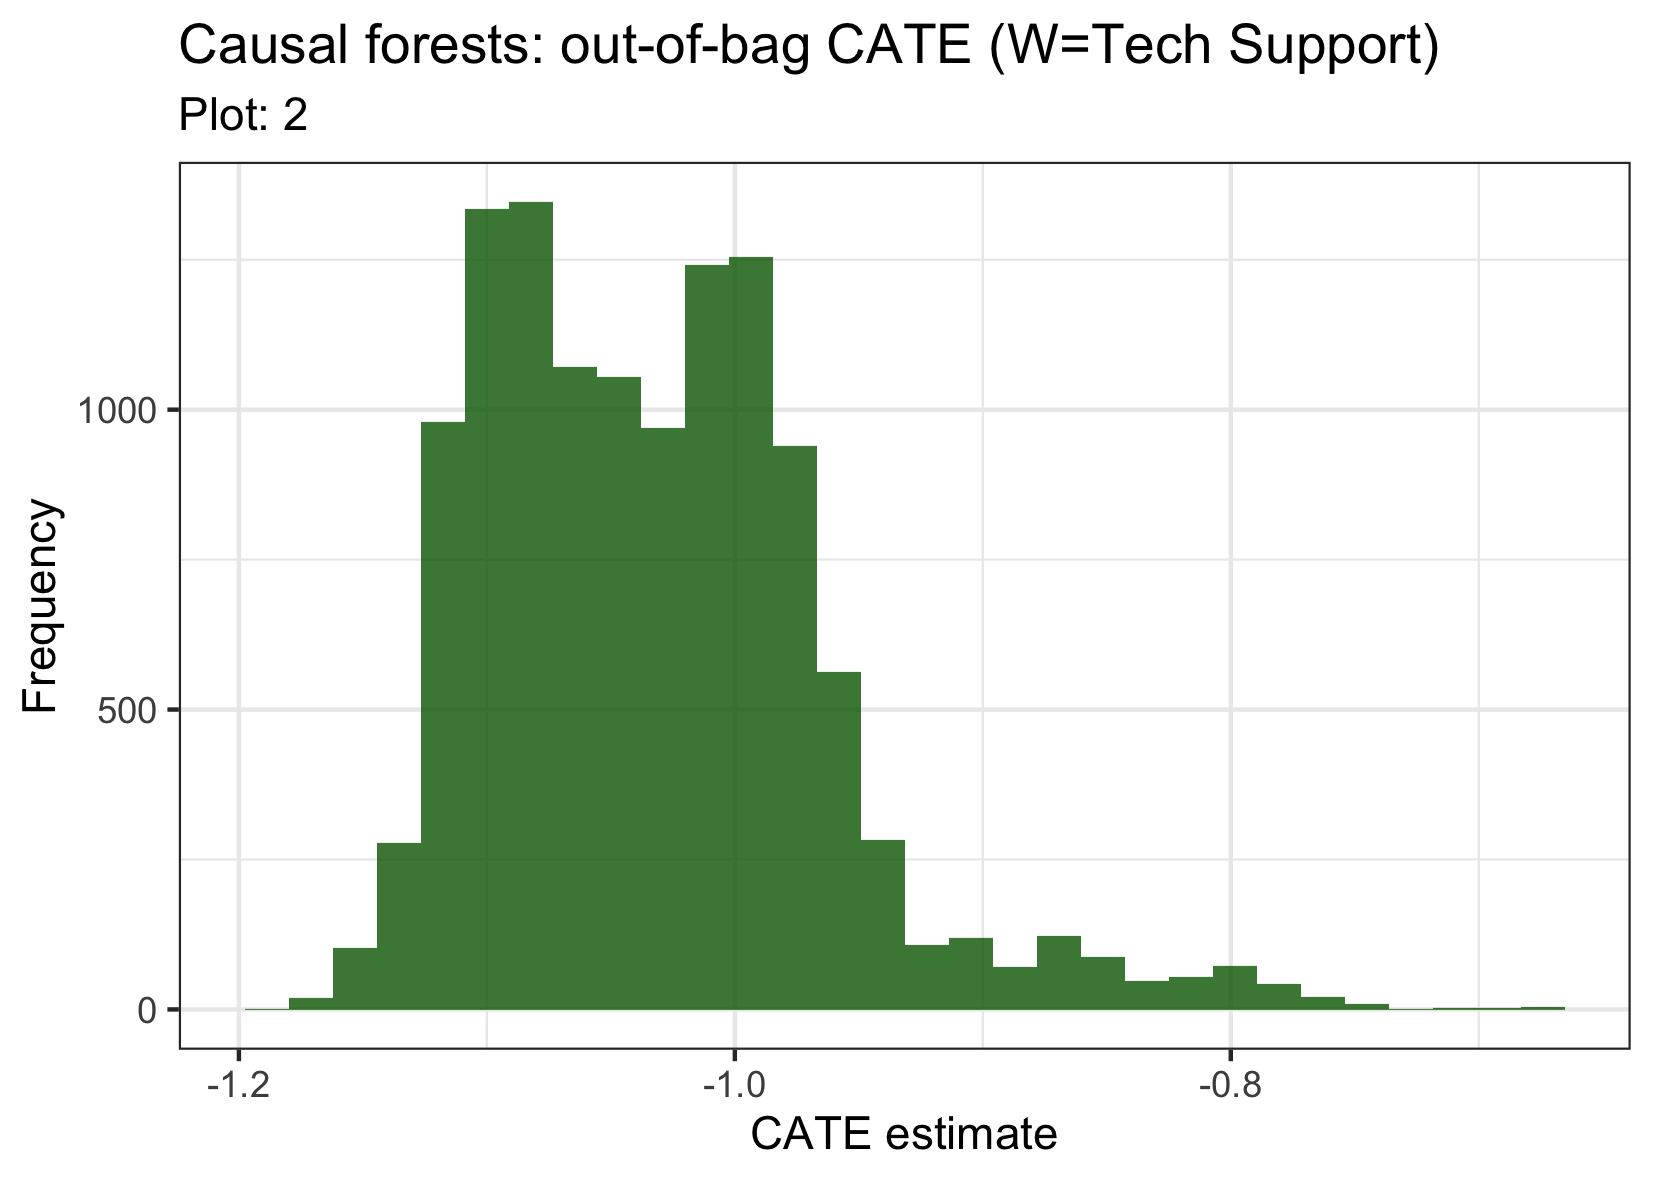 Causal forests: out-of-bag CATE (W=Tech Support)
Plot: 2
Frequency
1000
500
0
-1.2
-1.0
-0.8
CATE estimate